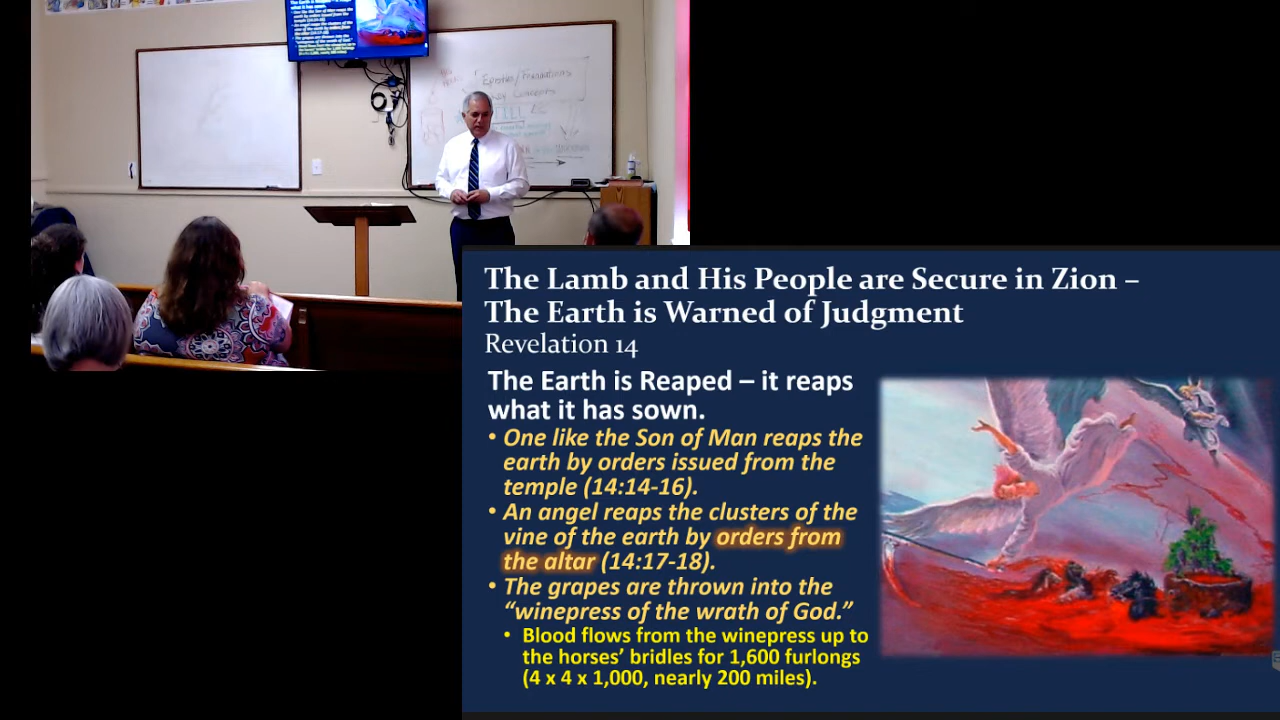 Epistles/Foundations
Key Concepts
The Lamb and His People are Secure in Zion –
The Earth is Warned of Judgment
Revelation 14
The Earth is Reaped – it reaps
what it has sown.
• One like the Son of Man reaps the
earth by orders issued from the
temple (14:14-16).
• An angel reaps the clusters of the
vine of the earth by orders from
the altar (14:17-18).
• The grapes are thrown into the
“winepress of the wrath of God.”
• Blood flows from the winepress up to
the horses’ bridles for 1,600 furlongs
(4 x 4 x 1,000, nearly 200 miles).